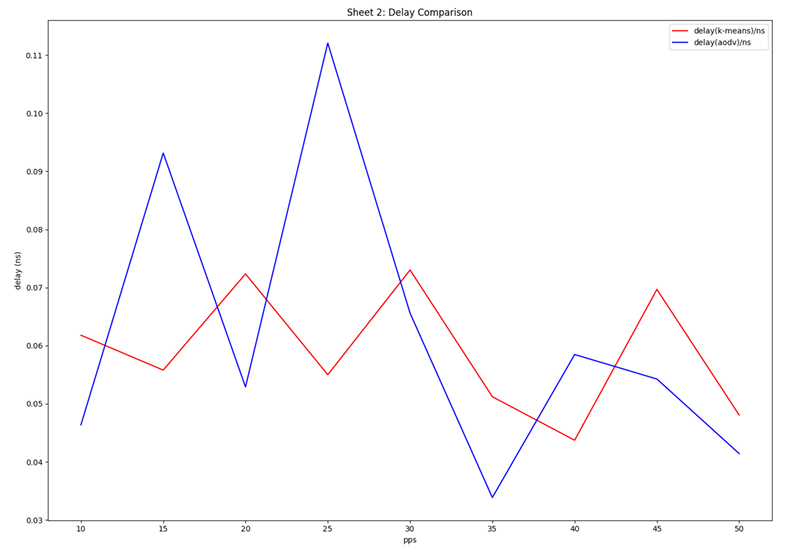 Sheet 2: Delay Comparison
delay(k-means)/ns
delay(aodv)/ns
0.11
0.10
0.09
0.08
0.07
0.06
0.05
0.04
0.03
delay (ns)
10 15 20 25 30 35 40 45 50
pps